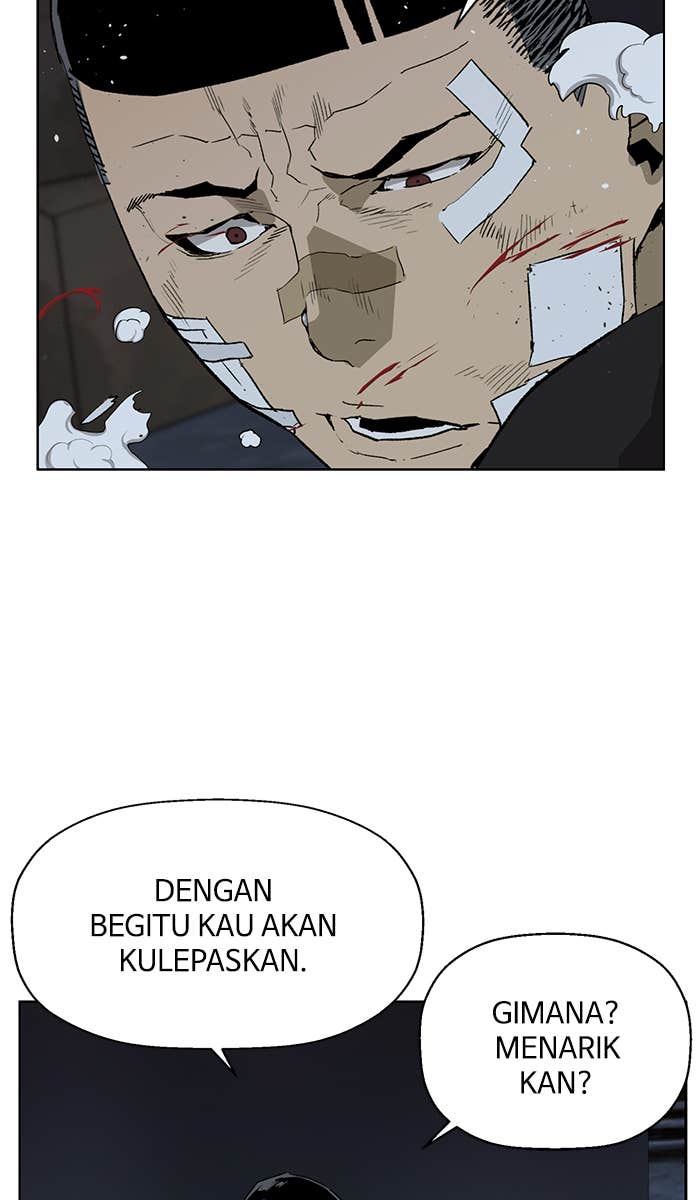 DENGAN
BEGITU KAU AKAN
KULEPASKAN.
GIMANA?
MENARIK
KAN?